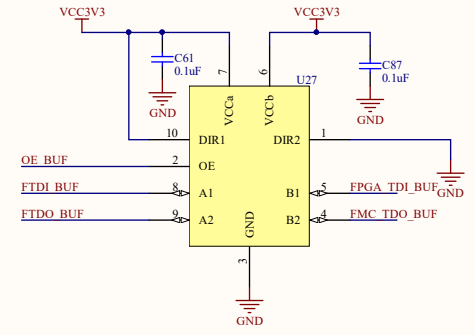 VCC3V3
VCC3V3
C61
0.1uF
C87
0.1uF
GND
GND
7
6
U27
VCCa
VCCb
10
DIR1
DIR2
1
OE_BUF
2
OE
GND
FTDI_BUF
8
A1
B1
5
FPGA_TDI_BUF
FTDO_BUF
9
A2
B2
4
FMC_TDO_BUF
GND
3
GND